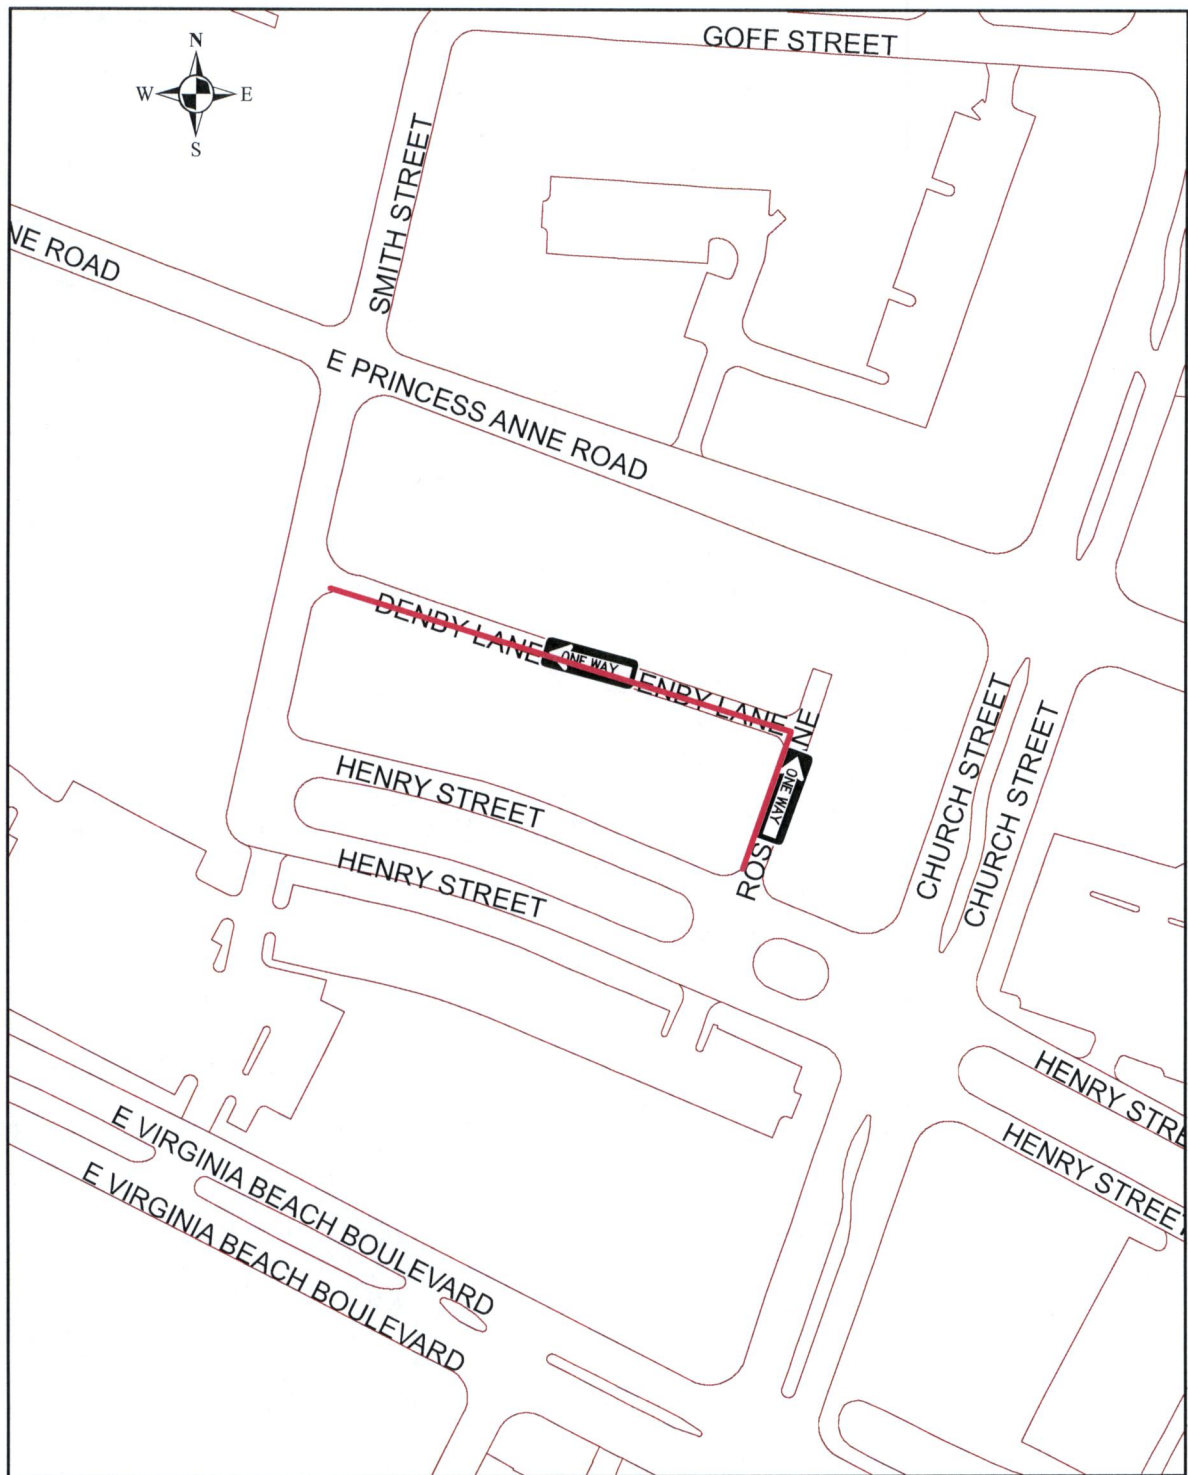 GOFF STREET
N
W E
S
SMITH STREET
NE ROAD
E PRINCESS ANNE ROAD
DENBY LANE
ONE WAY
ENBY LANE
NE
ONE WAY
ROS
CHURCH STREET
CHURCH STREET
HENRY STREET
HENRY STREET
HENRY STRE
HENRY STREET
E VIRGINIA BEACH BOULEVARD
E VIRGINIA BEACH BOULEVARD